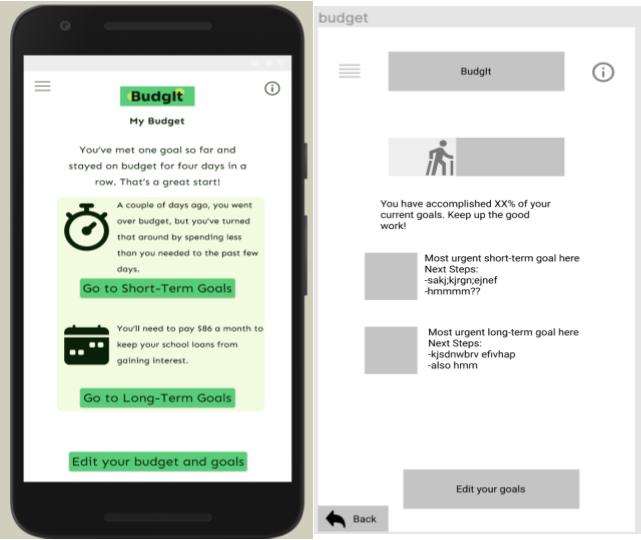 BudgIt
My Budget
You've met one goal so far and
stayed on budget for four days in a
row. That's a great start!
A couple of days ago, you went
over budget, but you've turned
that around by spending less
than you needed to the past few
days.
Go to Short-Term Goals
You'll need to pay $86 a month to
keep your school loans from
gaining interest.
Go to Long-Term Goals
Edit your budget and goals
budget
BudgIt
You have accomplished XX% of your
current goals. Keep up the good
work!
Most urgent short-term goal here
Next Steps:
-sakj;kjrgn;ejnef
-hmmmm??
Most urgent long-term goal here
Next Steps:
-kjsdnwbrv efivhap
-also hmm
Edit your goals
Back